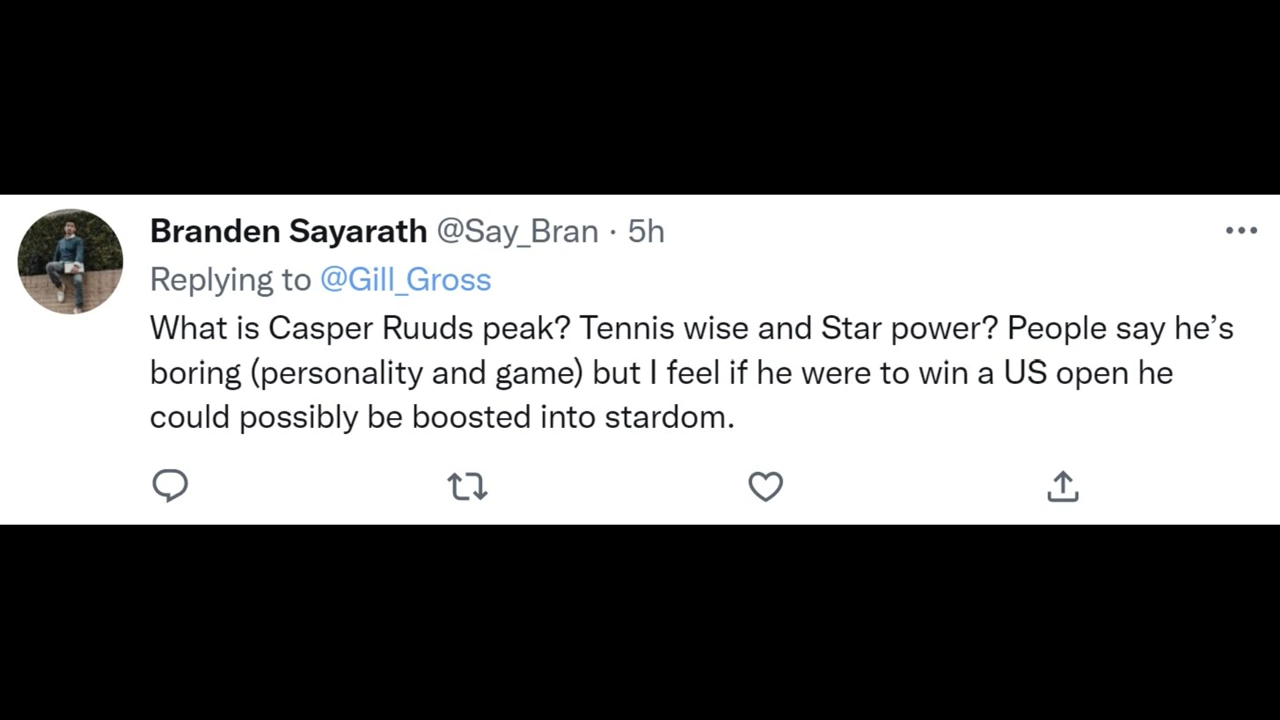 Branden Sayarath @Say_Bran · 5h
Replying to @Gill_Gross
What is Casper Ruuds peak? Tennis wise and Star power? People say he’s
boring (personality and game) but I feel if he were to win a US open he
could possibly be boosted into stardom.